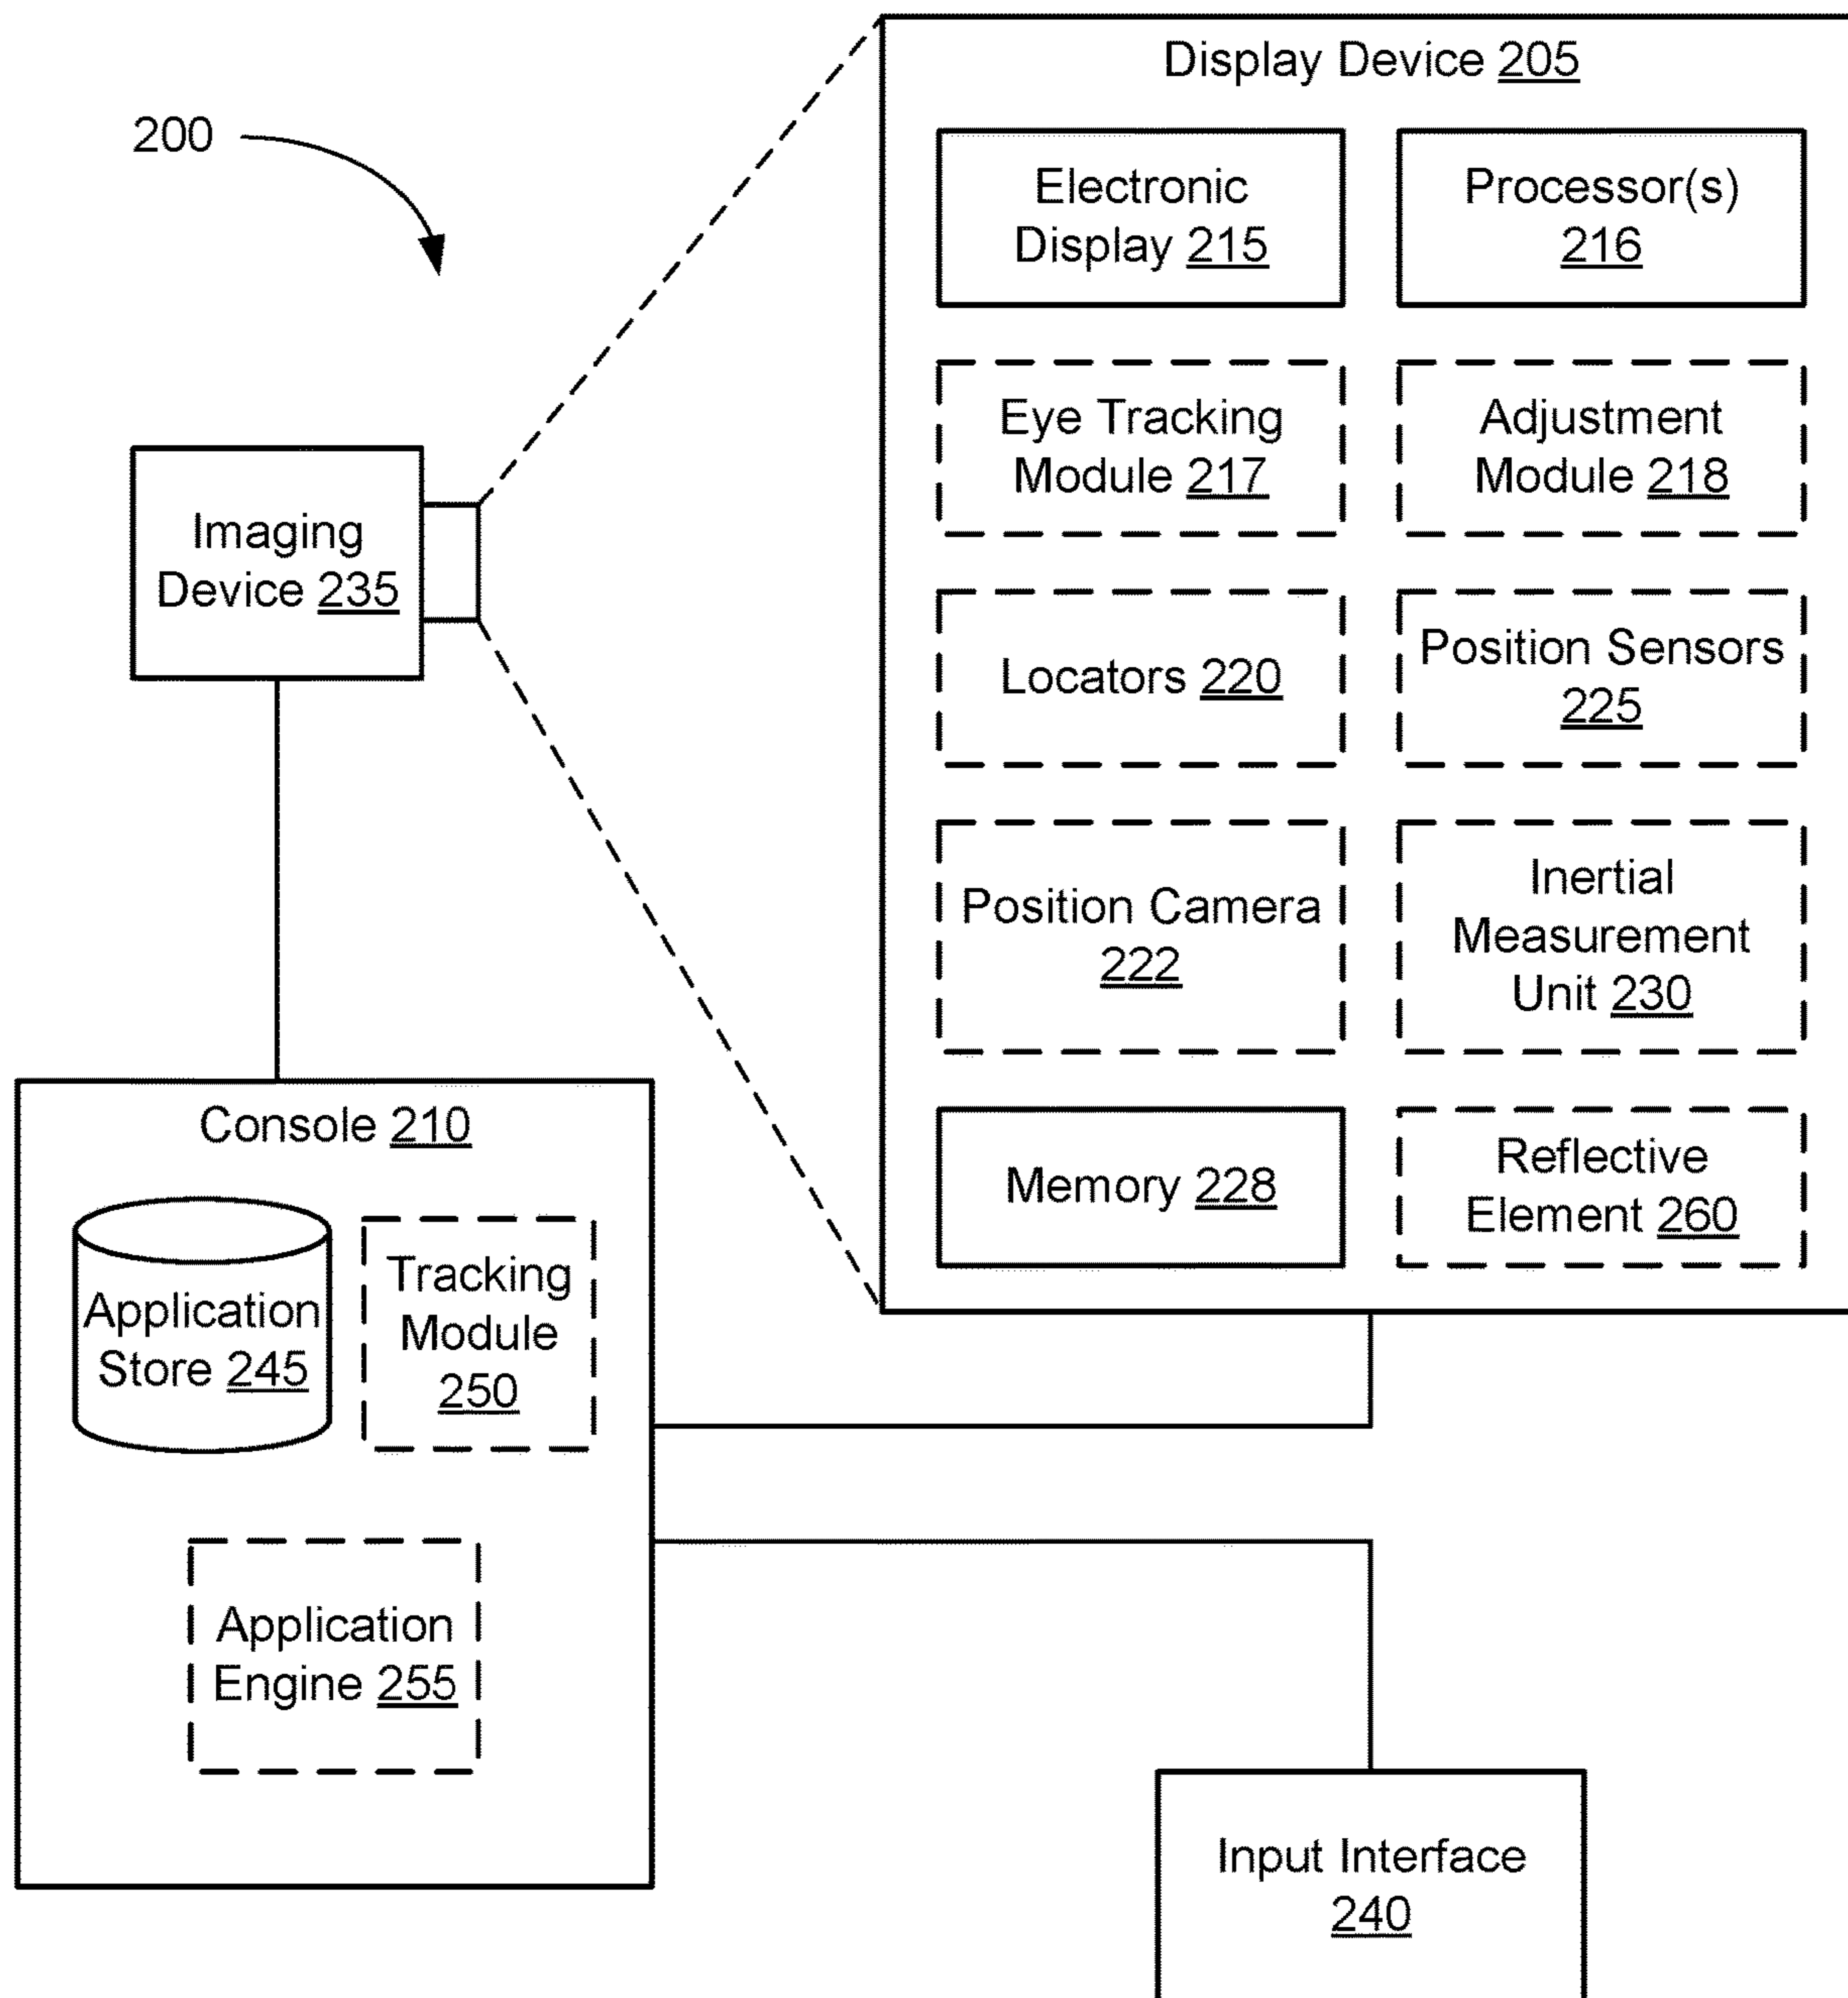 200
Display Device 205
Electronic
Display 215
Processor(s)
216
Eye Tracking
Module 217
Adjustment
Module 218
Locators 220
Position Sensors
225
Position Camera
222
Inertial
Measurement
Unit 230
Memory 228
Reflective
Element 260
Imaging
Device 235
Console 210
Application
Store 245
Tracking
Module
250
Application
Engine 255
Input Interface
240